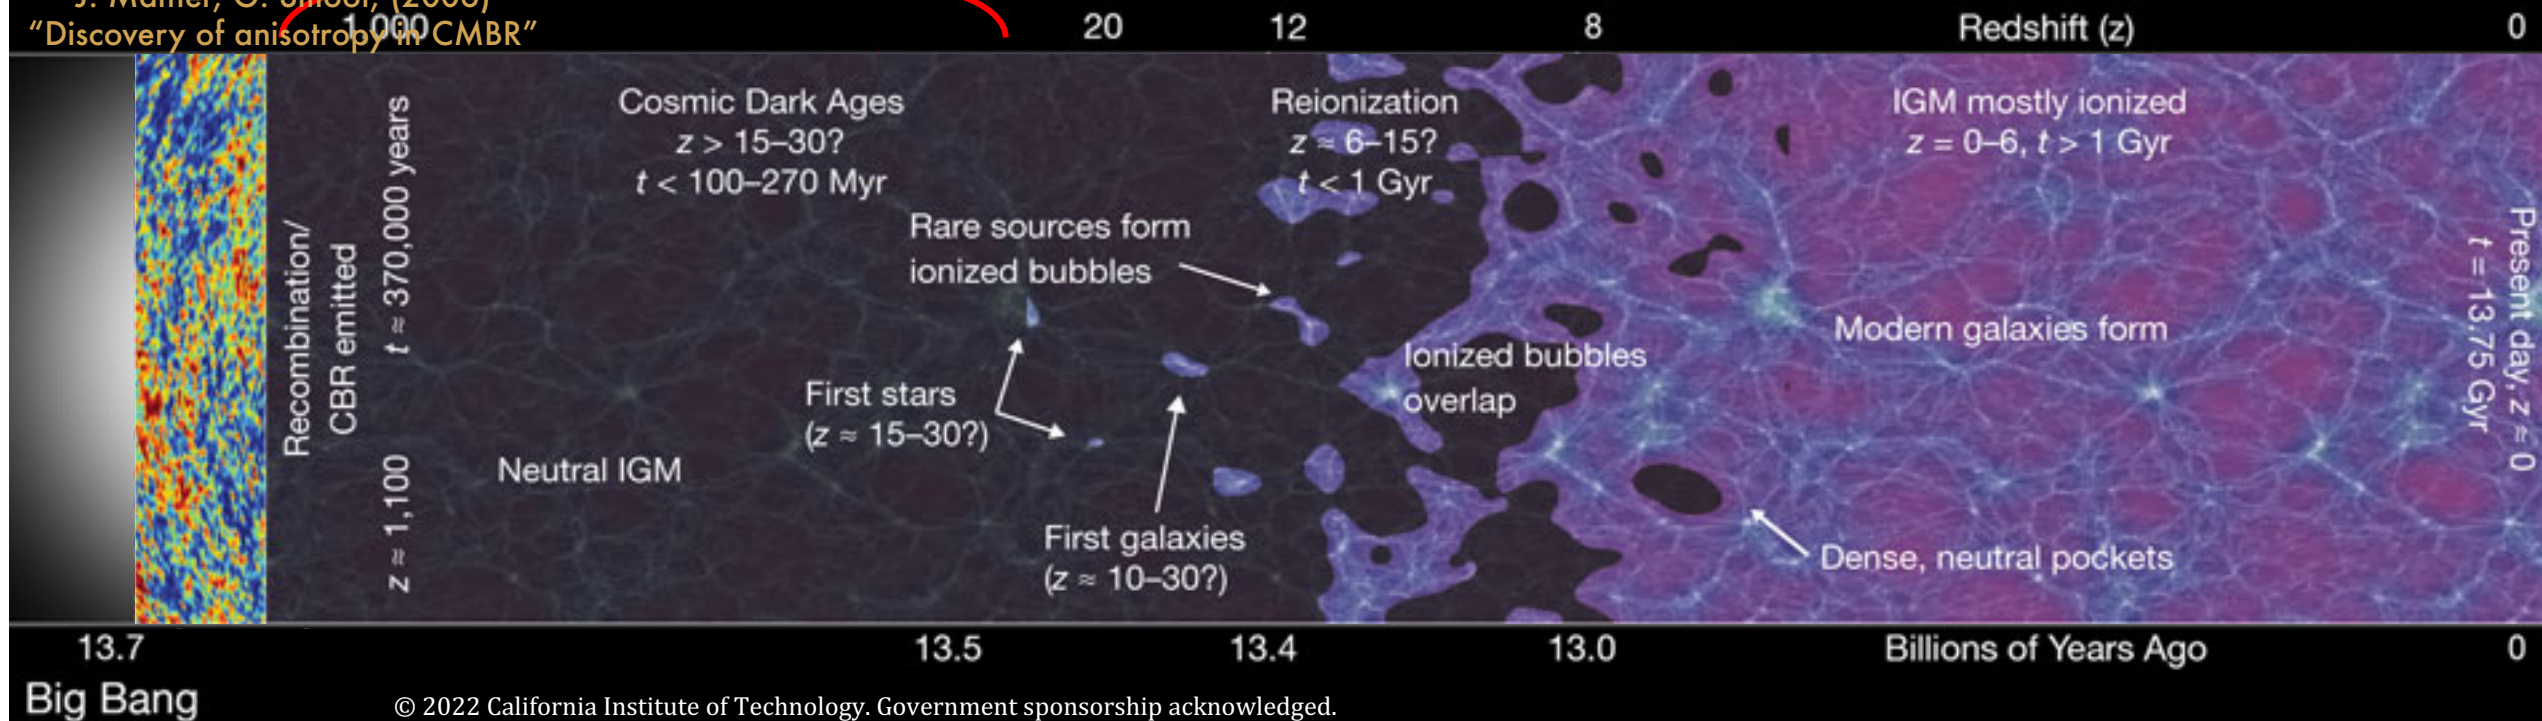 J. Mather, G. Smoot, (2006)
“Discovery of anisotropy in CMBR”
1,000
20
12
8
Redshift (z)
0
Recombination/
CBR emitted
t ≈ 370,000 years
z ≈ 1,100
Cosmic Dark Ages
z > 15–30?
t < 100–270 Myr
Neutral IGM
Rare sources form
ionized bubbles
First stars
(z ≈ 15–30?)
First galaxies
(z ≈ 10–30?)
Reionization
z ≈ 6–15?
t < 1 Gyr
Ionized bubbles
overlap
IGM mostly ionized
z = 0–6, t > 1 Gyr
Modern galaxies form
Dense, neutral pockets
Present day, z ≈ 0
t = 13.75 Gyr
13.7
13.5
13.4
13.0
Billions of Years Ago
0
Big Bang
© 2022 California Institute of Technology. Government sponsorship acknowledged.